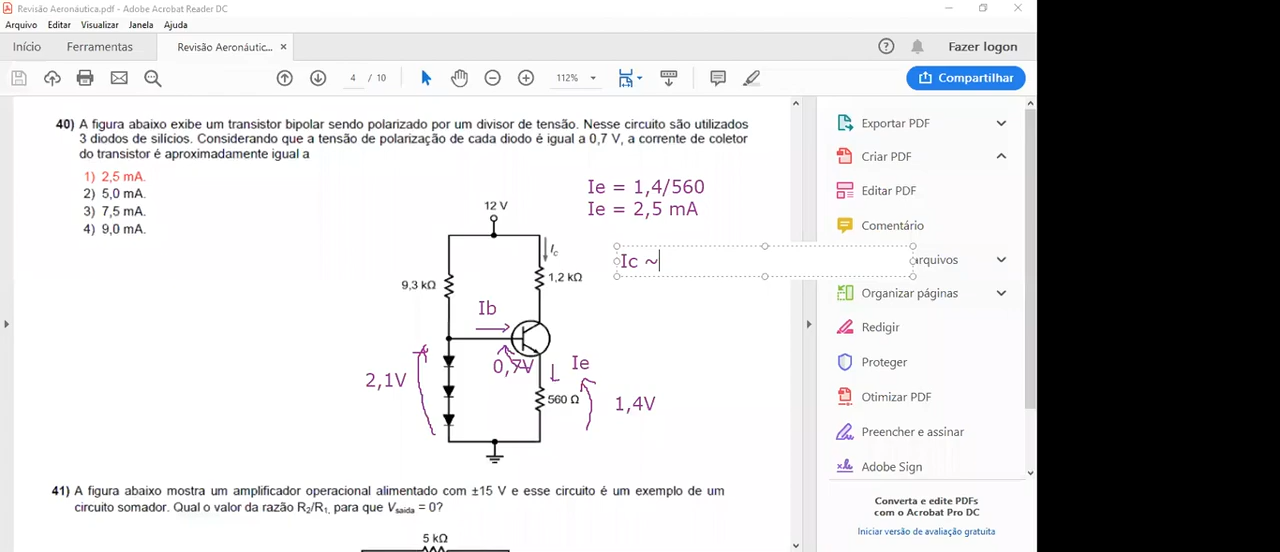 Revisão Aeronáutica.pdf - Adobe Acrobat Reader DC
Arquivo Editar Visualizar Janela Ajuda
Início Ferramentas Revisão Aeronáutic... × Fazer logon
4 / 10 112% Compartilhar
40) A figura abaixo exibe um transistor bipolar sendo polarizado por um divisor de tensão. Nesse circuito são utilizados
3 diodos de silícios. Considerando que a tensão de polarização de cada diodo é igual a 0,7 V, a corrente de coletor
do transistor é aproximadamente igual a
1) 2,5 mA.
2) 5,0 mA.
3) 7,5 mA.
4) 9,0 mA.
Ie = 1,4/560
Ie = 2,5 mA
Ic ~
12 V
Ic
9,3 kΩ
1,2 kΩ
Ib
0,7V
Ie
2,1V
560 Ω
1,4V
41) A figura abaixo mostra um amplificador operacional alimentado com ±15 V e esse circuito é um exemplo de um
circuito somador. Qual o valor da razão R2/R1, para que Vsaída = 0?
5 kΩ
Exportar PDF
Criar PDF
Editar PDF
Comentário
arquivos
Organizar páginas
Redigir
Proteger
Otimizar PDF
Preencher e assinar
Adobe Sign
Converta e edite PDFs
com o Acrobat Pro DC
Iniciar versão de avaliação gratuita